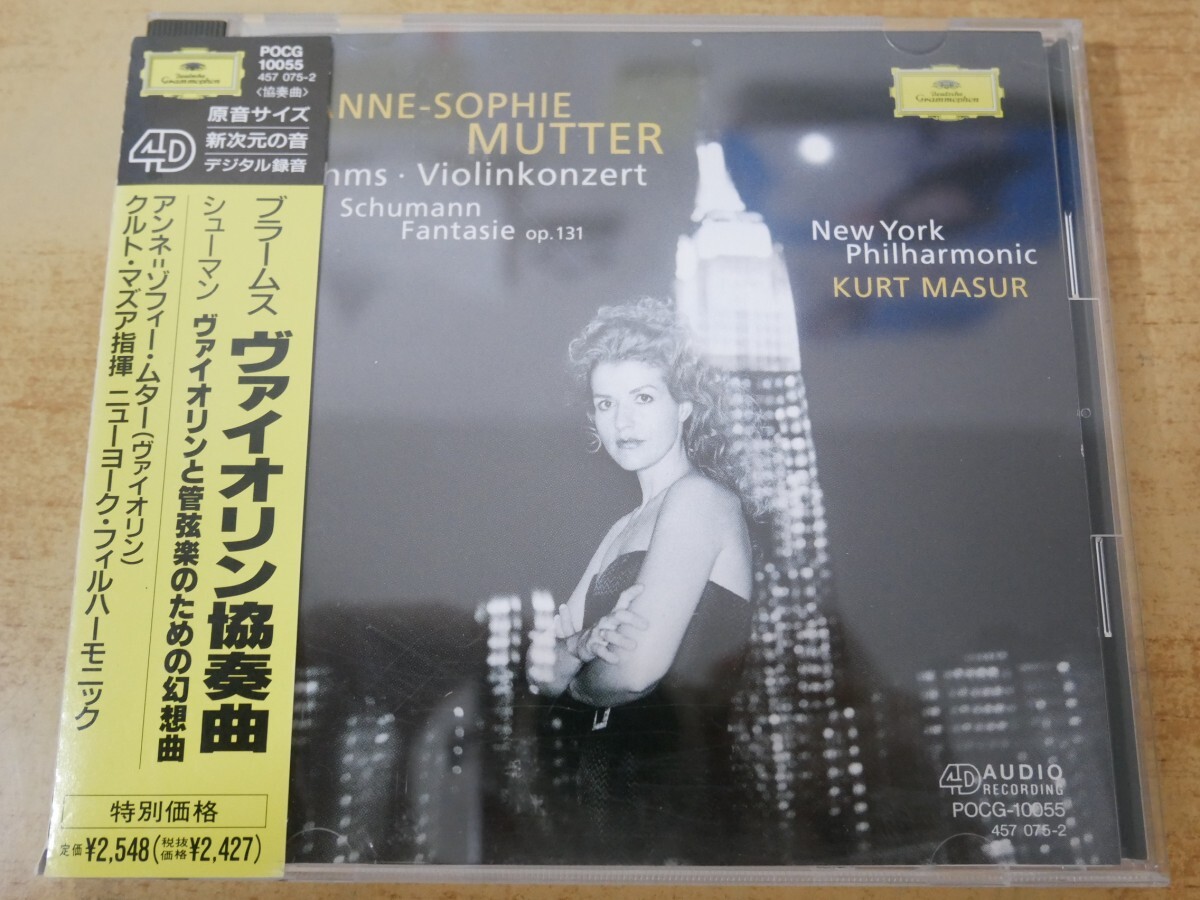 POCG
10055
457 075-2
〈協奏曲〉
Deutsche
Grammophon
原音サイズ
4D
新次元の音
デジタル録音
ブラームス ヴァイオリン協奏曲
シューマン ヴァイオリンと管弦楽のための幻想曲
アンネ=ゾフィー・ムター(ヴァイオリン)
クルト・マズア指揮 ニューヨーク・フィルハーモニック
特別価格
定価¥2,548(税抜価格¥2,427)
ANNE-SOPHIE
MUTTER
hms · Violinkonzert
Schumann
Fantasie op.131
Deutsche
Grammophon
New York
Philharmonic
KURT MASUR
4D AUDIO
RECORDING
POCG-10055
457 075-2